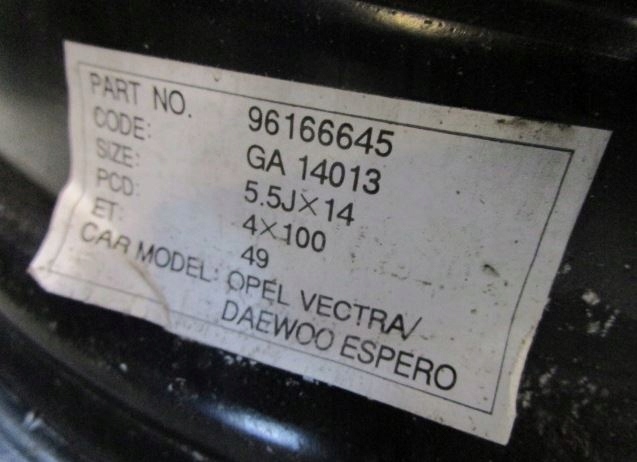 PART NO. 96166645
CODE: GA 14013
SIZE: 5.5J×14
PCD: 4×100
ET: 49
CAR MODEL: OPEL VECTRA/
DAEWOO ESPERO